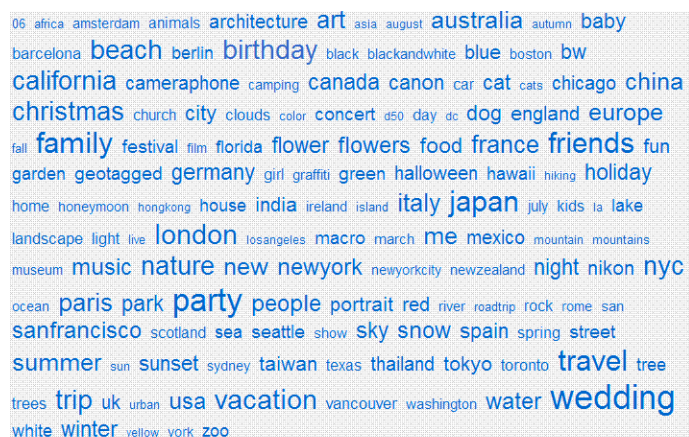 06 africa amsterdam animals architecture art asia august australia autumn baby
barcelona beach berlin birthday black blackandwhite blue boston bw
california cameraphone camping canada canon car cat cats chicago china
christmas church city clouds color concert d50 day dc dog england europe
fall family festival film florida flower flowers food france friends fun
garden geotagged germany girl graffiti green halloween hawaii hiking holiday
home honeymoon hongkong house india ireland island italy japan july kids la lake
landscape light live london losangeles macro march me mexico mountain mountains
museum music nature new newyork newyorkcity newzealand night nikon nyc
ocean paris park party people portrait red river roadtrip rock rome san
sanfrancisco scotland sea seattle show sky snow spain spring street
summer sun sunset sydney taiwan texas thailand tokyo toronto travel tree
trees trip uk urban usa vacation vancouver washington water wedding
white winter yellow york zoo